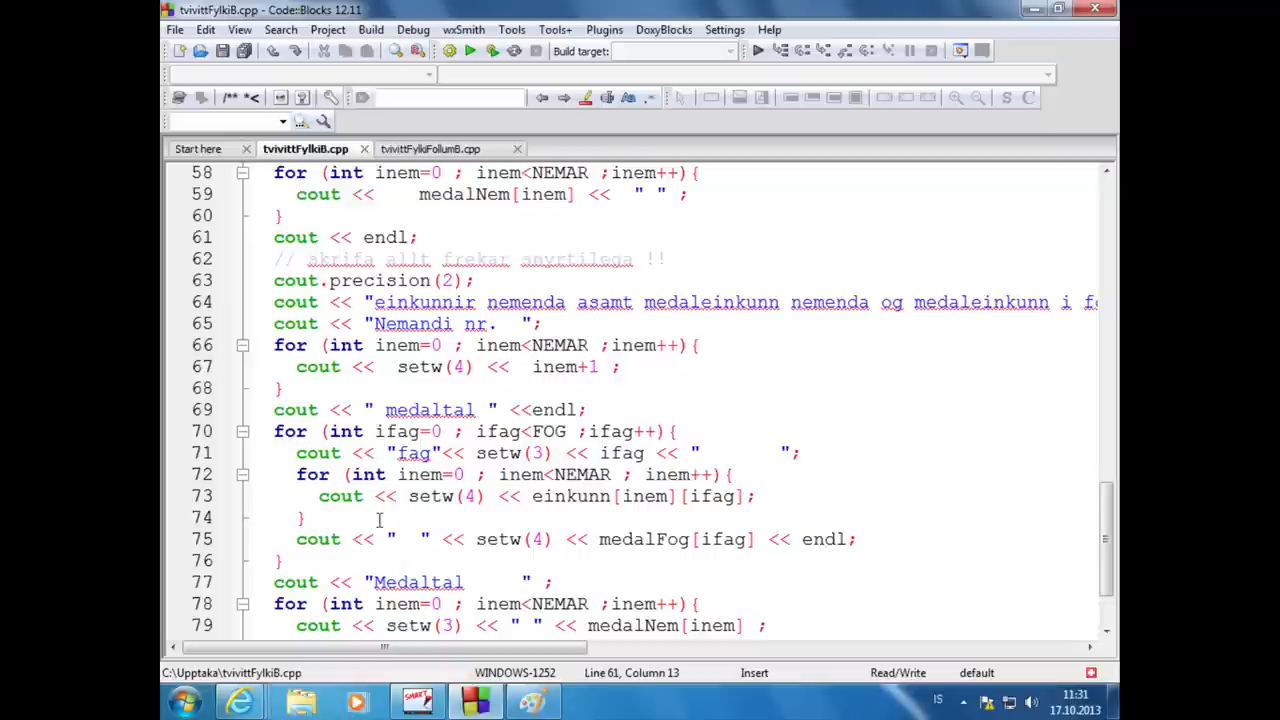 tvivittFylkiB.cpp - Code::Blocks 12.11
File Edit View Search Project Build Debug wxSmith Tools Tools+ Plugins DoxyBlocks Settings Help
Build target:
/** *<
S C
Start here tvivittFylkiB.cpp tvivittFylkiFollumB.cpp
58 for (int inem=0 ; inem<NEMAR ;inem++){
59 cout << medalNem[inem] << " " ;
60 }
61 cout << endl;
62 // skrifa allt frekar smyrtilega !!
63 cout.precision(2);
64 cout << "einkunnir nemenda asamt medaleinkunn nemenda og medaleinkunn i f
65 cout << "Nemandi nr. ";
66 for (int inem=0 ; inem<NEMAR ;inem++){
67 cout << setw(4) << inem+1 ;
68 }
69 cout << " medaltal " <<endl;
70 for (int ifag=0 ; ifag<FOG ;ifag++){
71 cout << "fag"<< setw(3) << ifag << " ";
72 for (int inem=0 ; inem<NEMAR ; inem++){
73 cout << setw(4) << einkunn[inem][ifag];
74 }
75 cout << " " << setw(4) << medalFog[ifag] << endl;
76 }
77 cout << "Medaltal " ;
78 for (int inem=0 ; inem<NEMAR ;inem++){
79 cout << setw(3) << " " << medalNem[inem] ;
C:\Upptaka\tvivittFylkiB.cpp WINDOWS-1252 Line 61, Column 13 Insert Read/Write default
SMART IS 11:31
17.10.2013